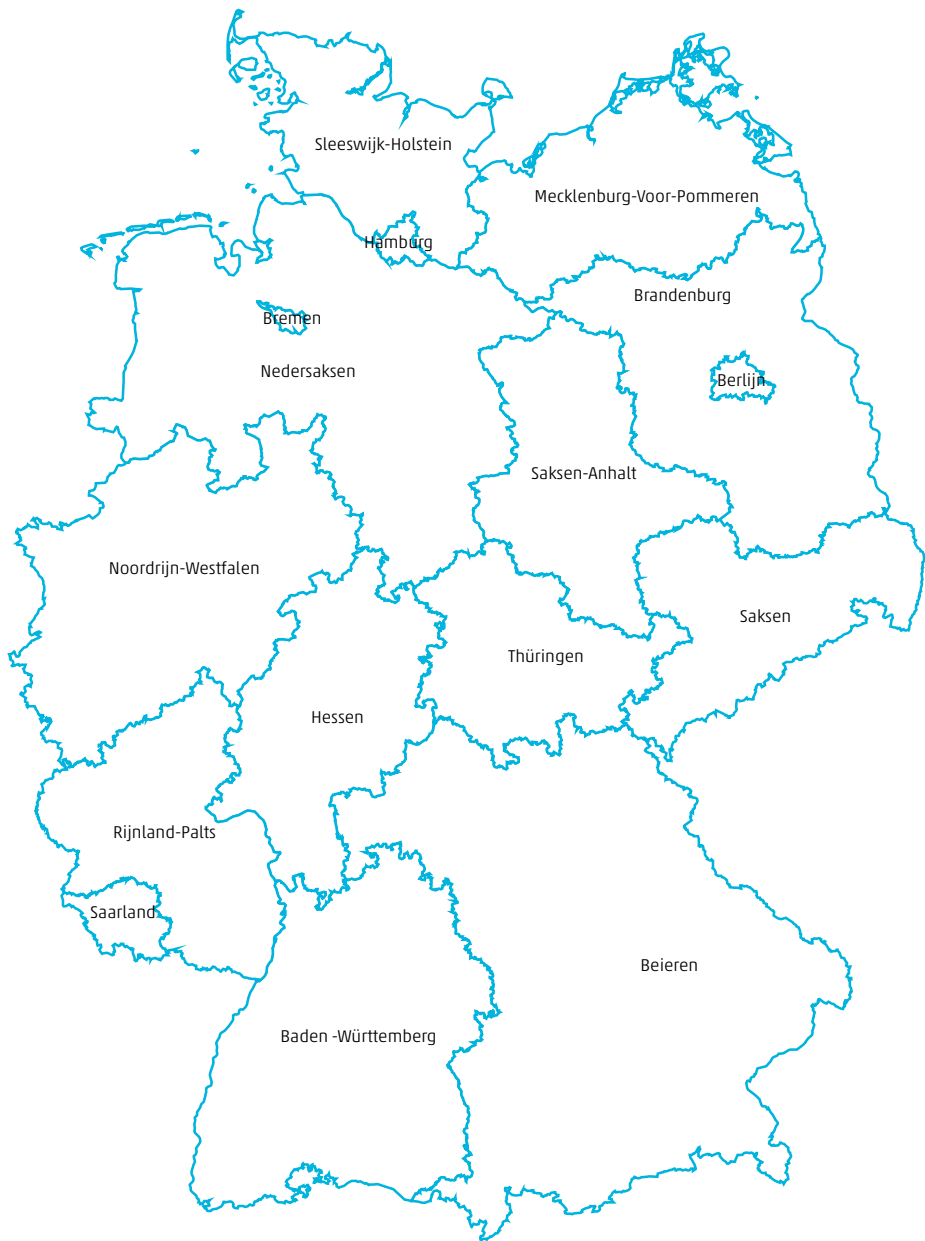 Sleeswijk-Holstein
Mecklenburg-Voor-Pommeren
Hamburg
Brandenburg
Bremen
Nedersaksen
Berlijn
Saksen-Anhalt
Noordrijn-Westfalen
Saksen
Thüringen
Hessen
Rijnland-Palts
Saarland
Beieren
Baden -Württemberg